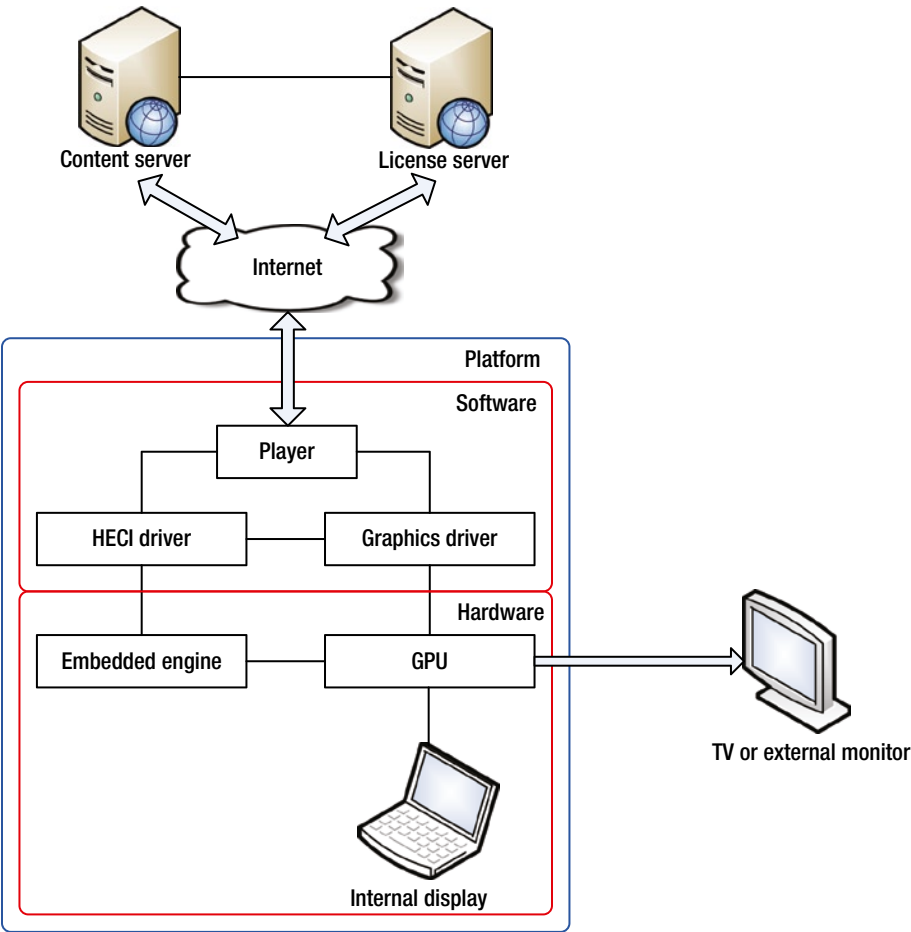 Content server
License server
Internet
Platform
Software
Player
HECI driver
Graphics driver
Hardware
Embedded engine
GPU
TV or external monitor
Internal display